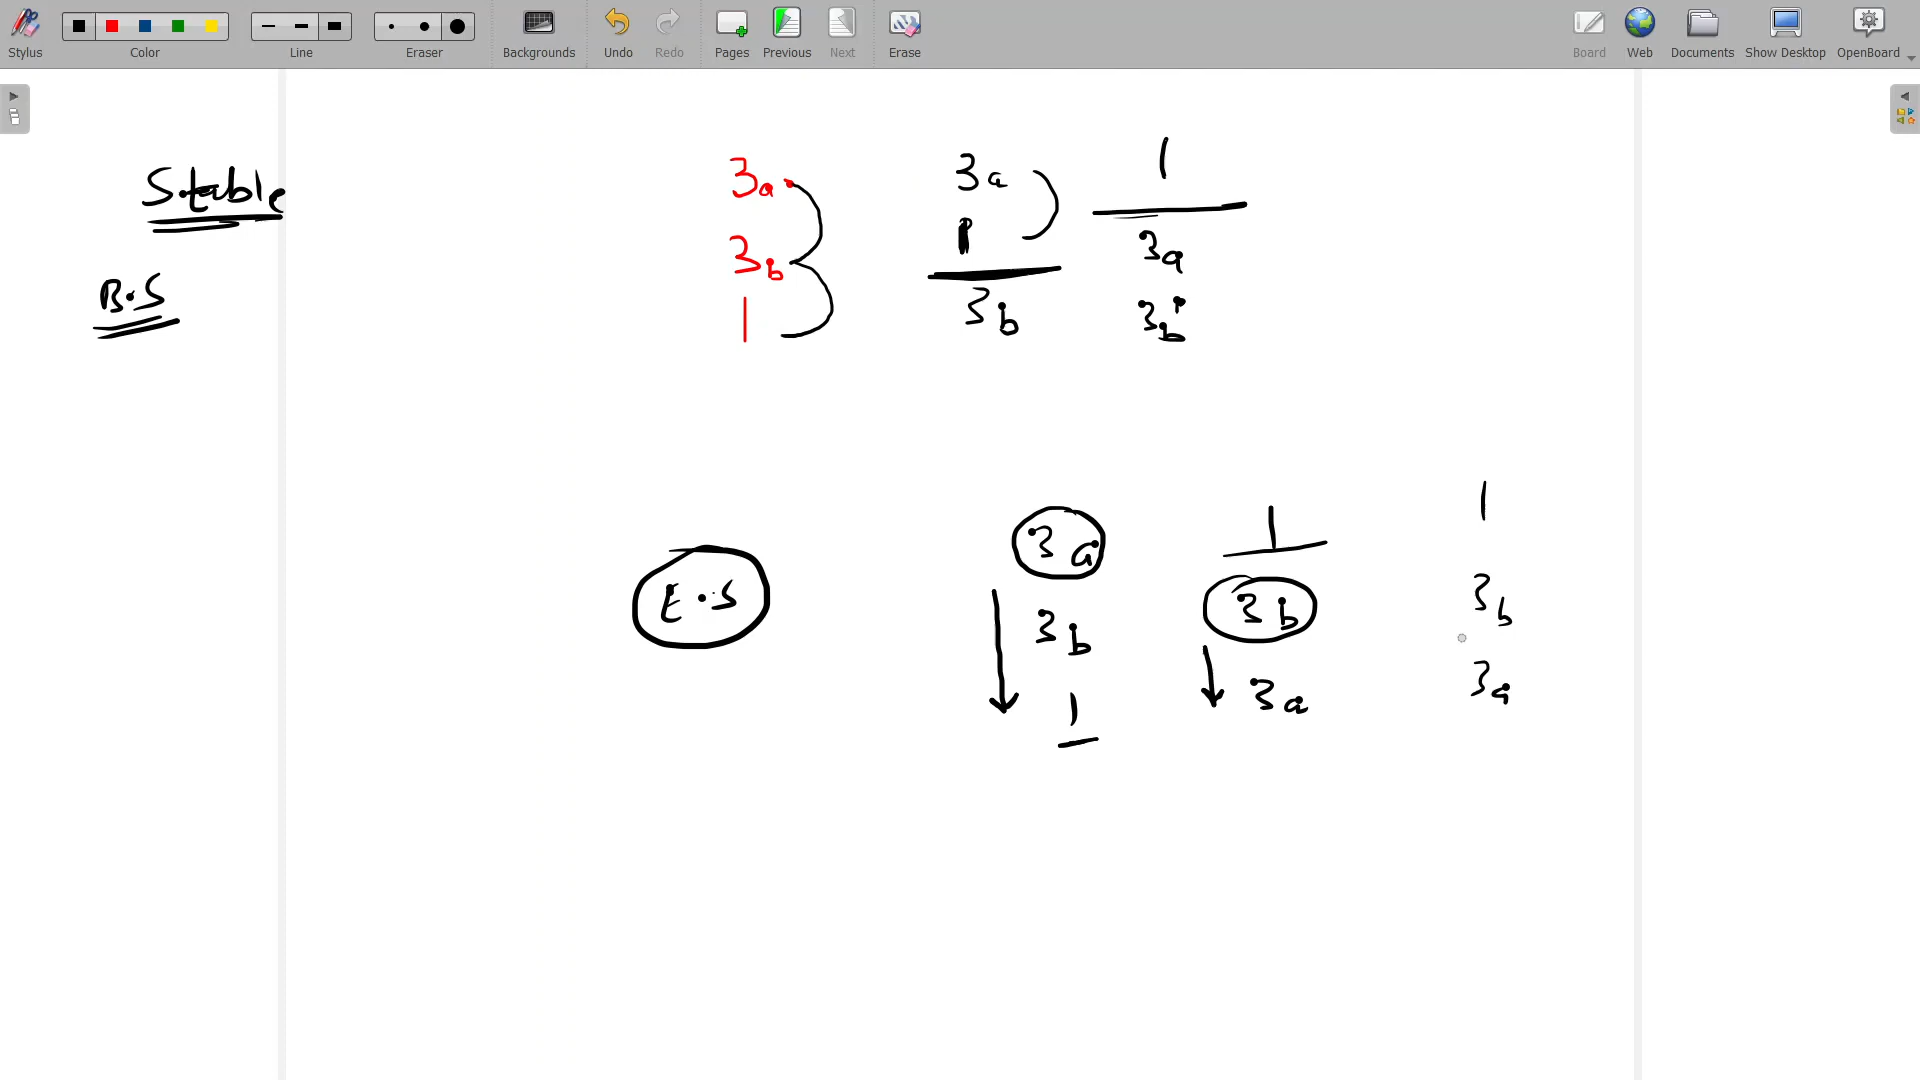 Stylus
Color
Line
Eraser
Backgrounds
Undo
Redo
Pages
Previous
Next
Erase
Board
Web
Documents
Show Desktop
OpenBoard
Stable
B.S
3a
3b
1
3a
1
3b
1
3a
3b
E.S
3a
3b
1
1
3b
3a
1
3b
3a